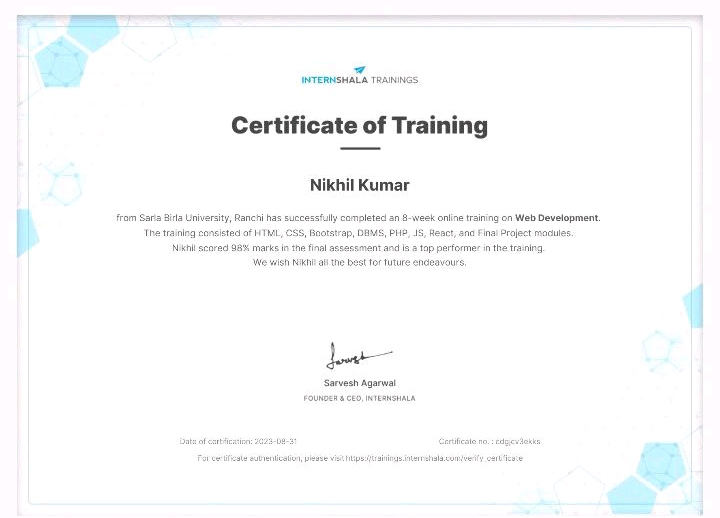 INTERNSHALA TRAININGS
Certificate of Training
Nikhil Kumar
from Sarla Birla University, Ranchi has successfully completed an 8-week online training on Web Development.
The training consisted of HTML, CSS, Bootstrap, DBMS, PHP, JS, React, and Final Project modules.
Nikhil scored 98% marks in the final assessment and is a top performer in the training.
We wish Nikhil all the best for future endeavours.
Sarvesh
Sarvesh Agarwal
FOUNDER & CEO, INTERNSHALA
Date of certification: 2023-08-31 Certificate no. : cdgjcv3ekks
For certificate authentication, please visit https://trainings.internshala.com/verify_certificate